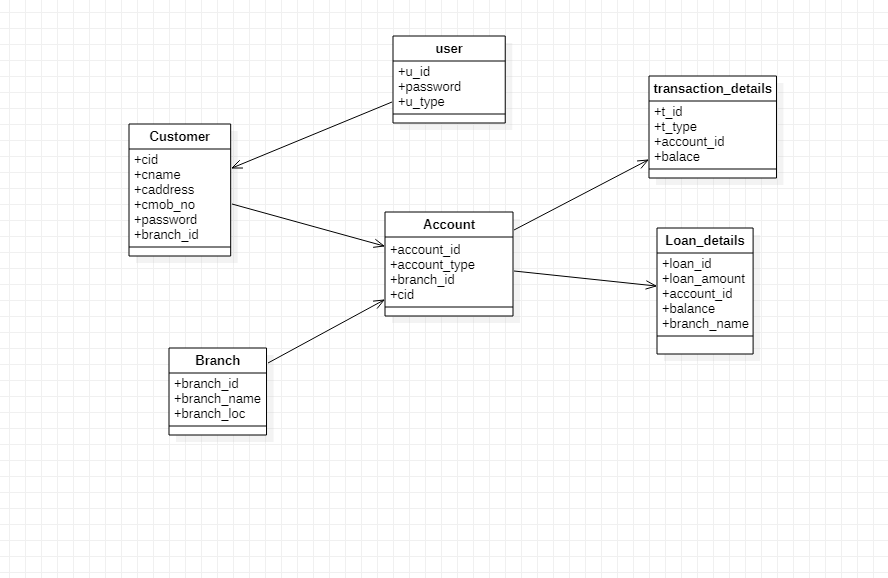 user
+u_id
+password
+u_type
transaction_details
+t_id
+t_type
+account_id
+balace
Customer
+cid
+cname
+caddress
+cmob_no
+password
+branch_id
Account
+account_id
+account_type
+branch_id
+cid
Loan_details
+loan_id
+loan_amount
+account_id
+balance
+branch_name
Branch
+branch_id
+branch_name
+branch_loc